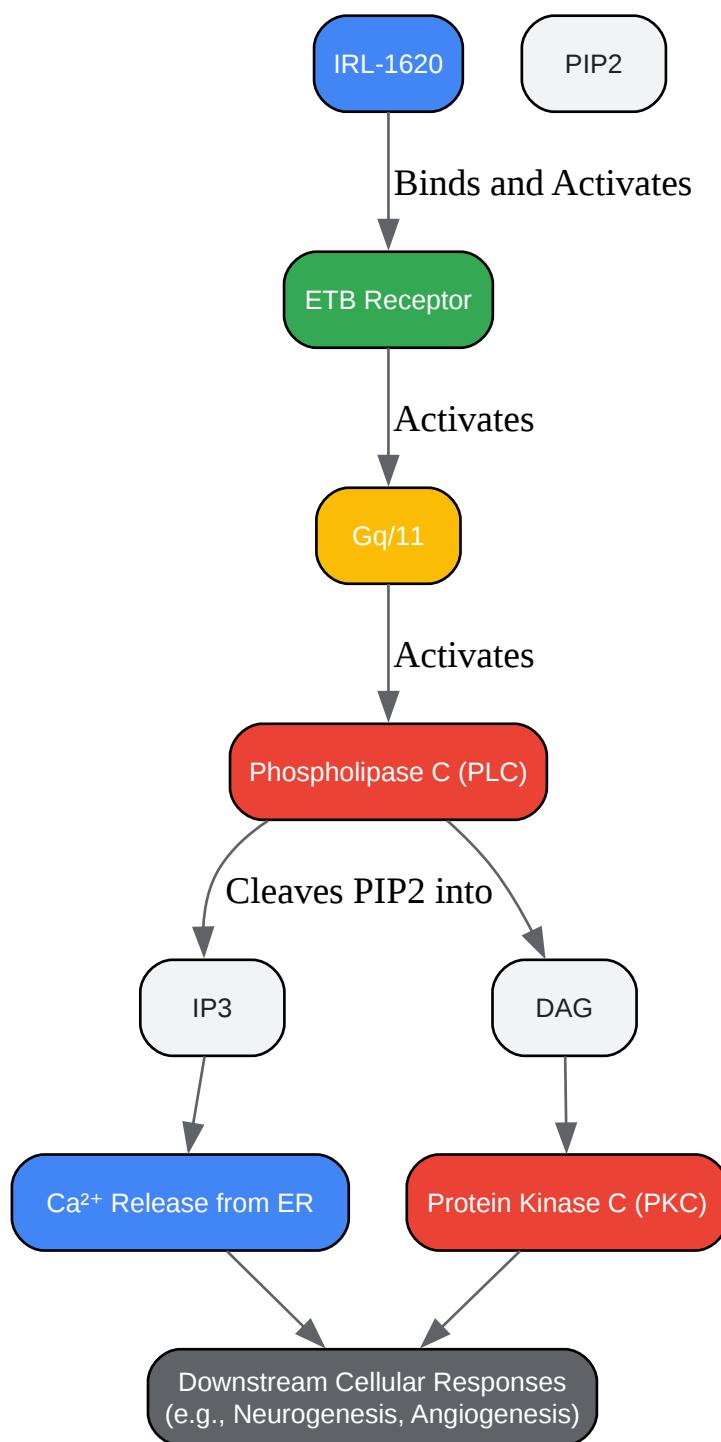 IRL-1620
PIP2
Binds and Activates
ETB Receptor
Activates
Gq/11
Activates
Phospholipase C (PLC)
Cleaves PIP2 into
IP3
DAG
Ca²⁺ Release from ER
Protein Kinase C (PKC)
Downstream Cellular Responses
(e.g., Neurogenesis, Angiogenesis)